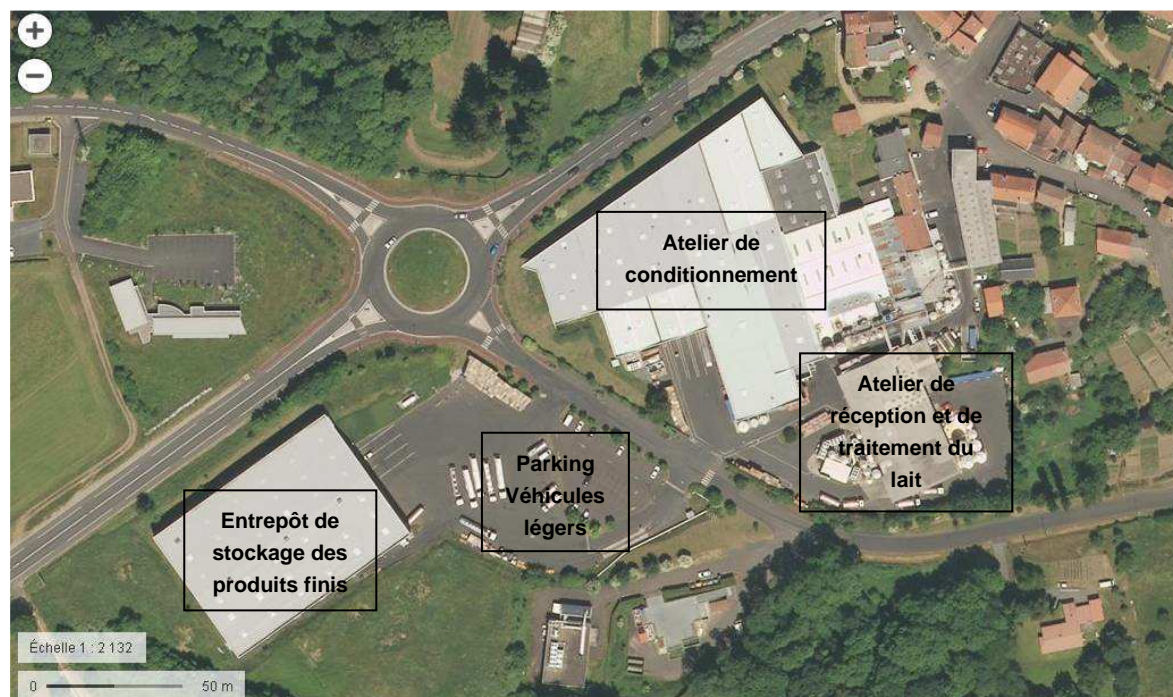 Atelier de
conditionnement
Atelier de
réception et de
traitement du
lait
Parking
Véhicules
légers
Entrepôt de
stockage des
produits finis
Échelle 1 : 2 132
0 50 m